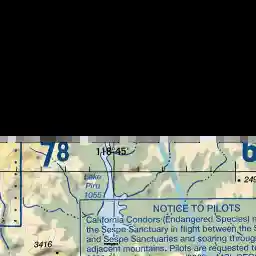 78
118-45
6
Lake
Piru
1055
249
NOTICE TO PILOTS
California Condors (Endangered Species)
the Sespe Sanctuary in flight between the
and Sespe Sanctuaries and soaring through
adjacent mountains. Pilots are requested
3416